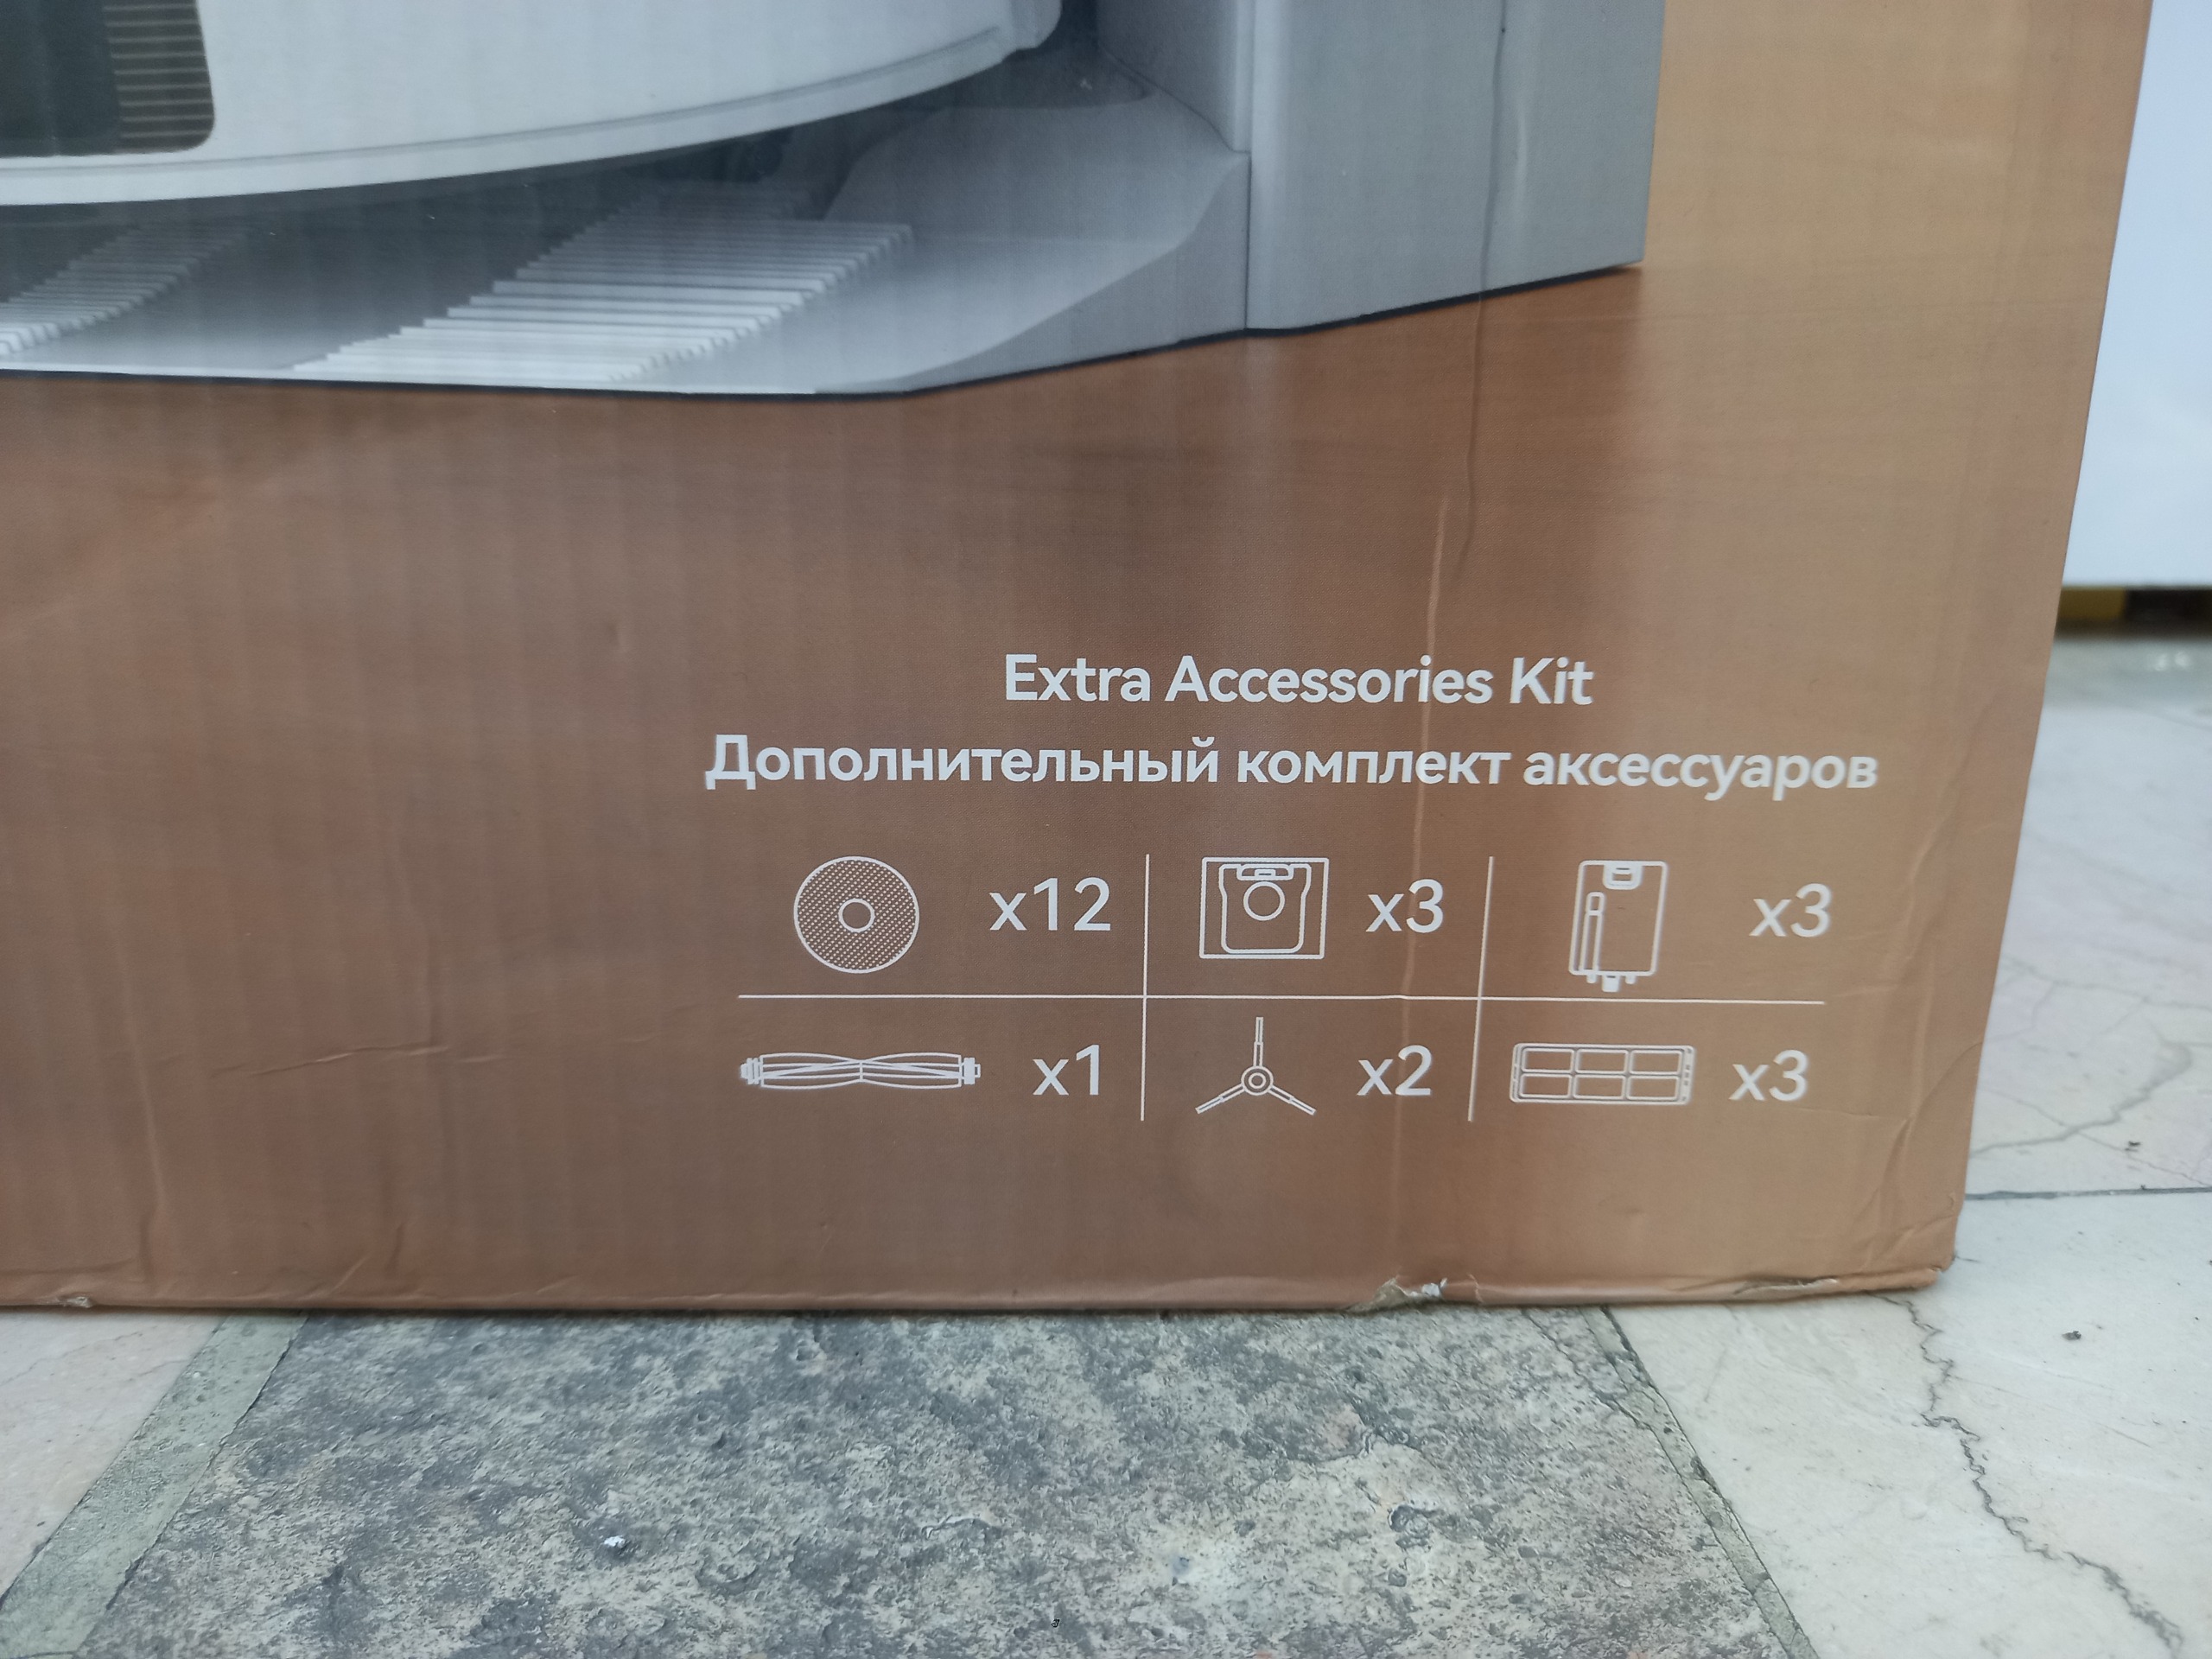 Extra Accessories Kit
Дополнительный комплект аксессуаров
x12 x3 x3
x1 x2 x3